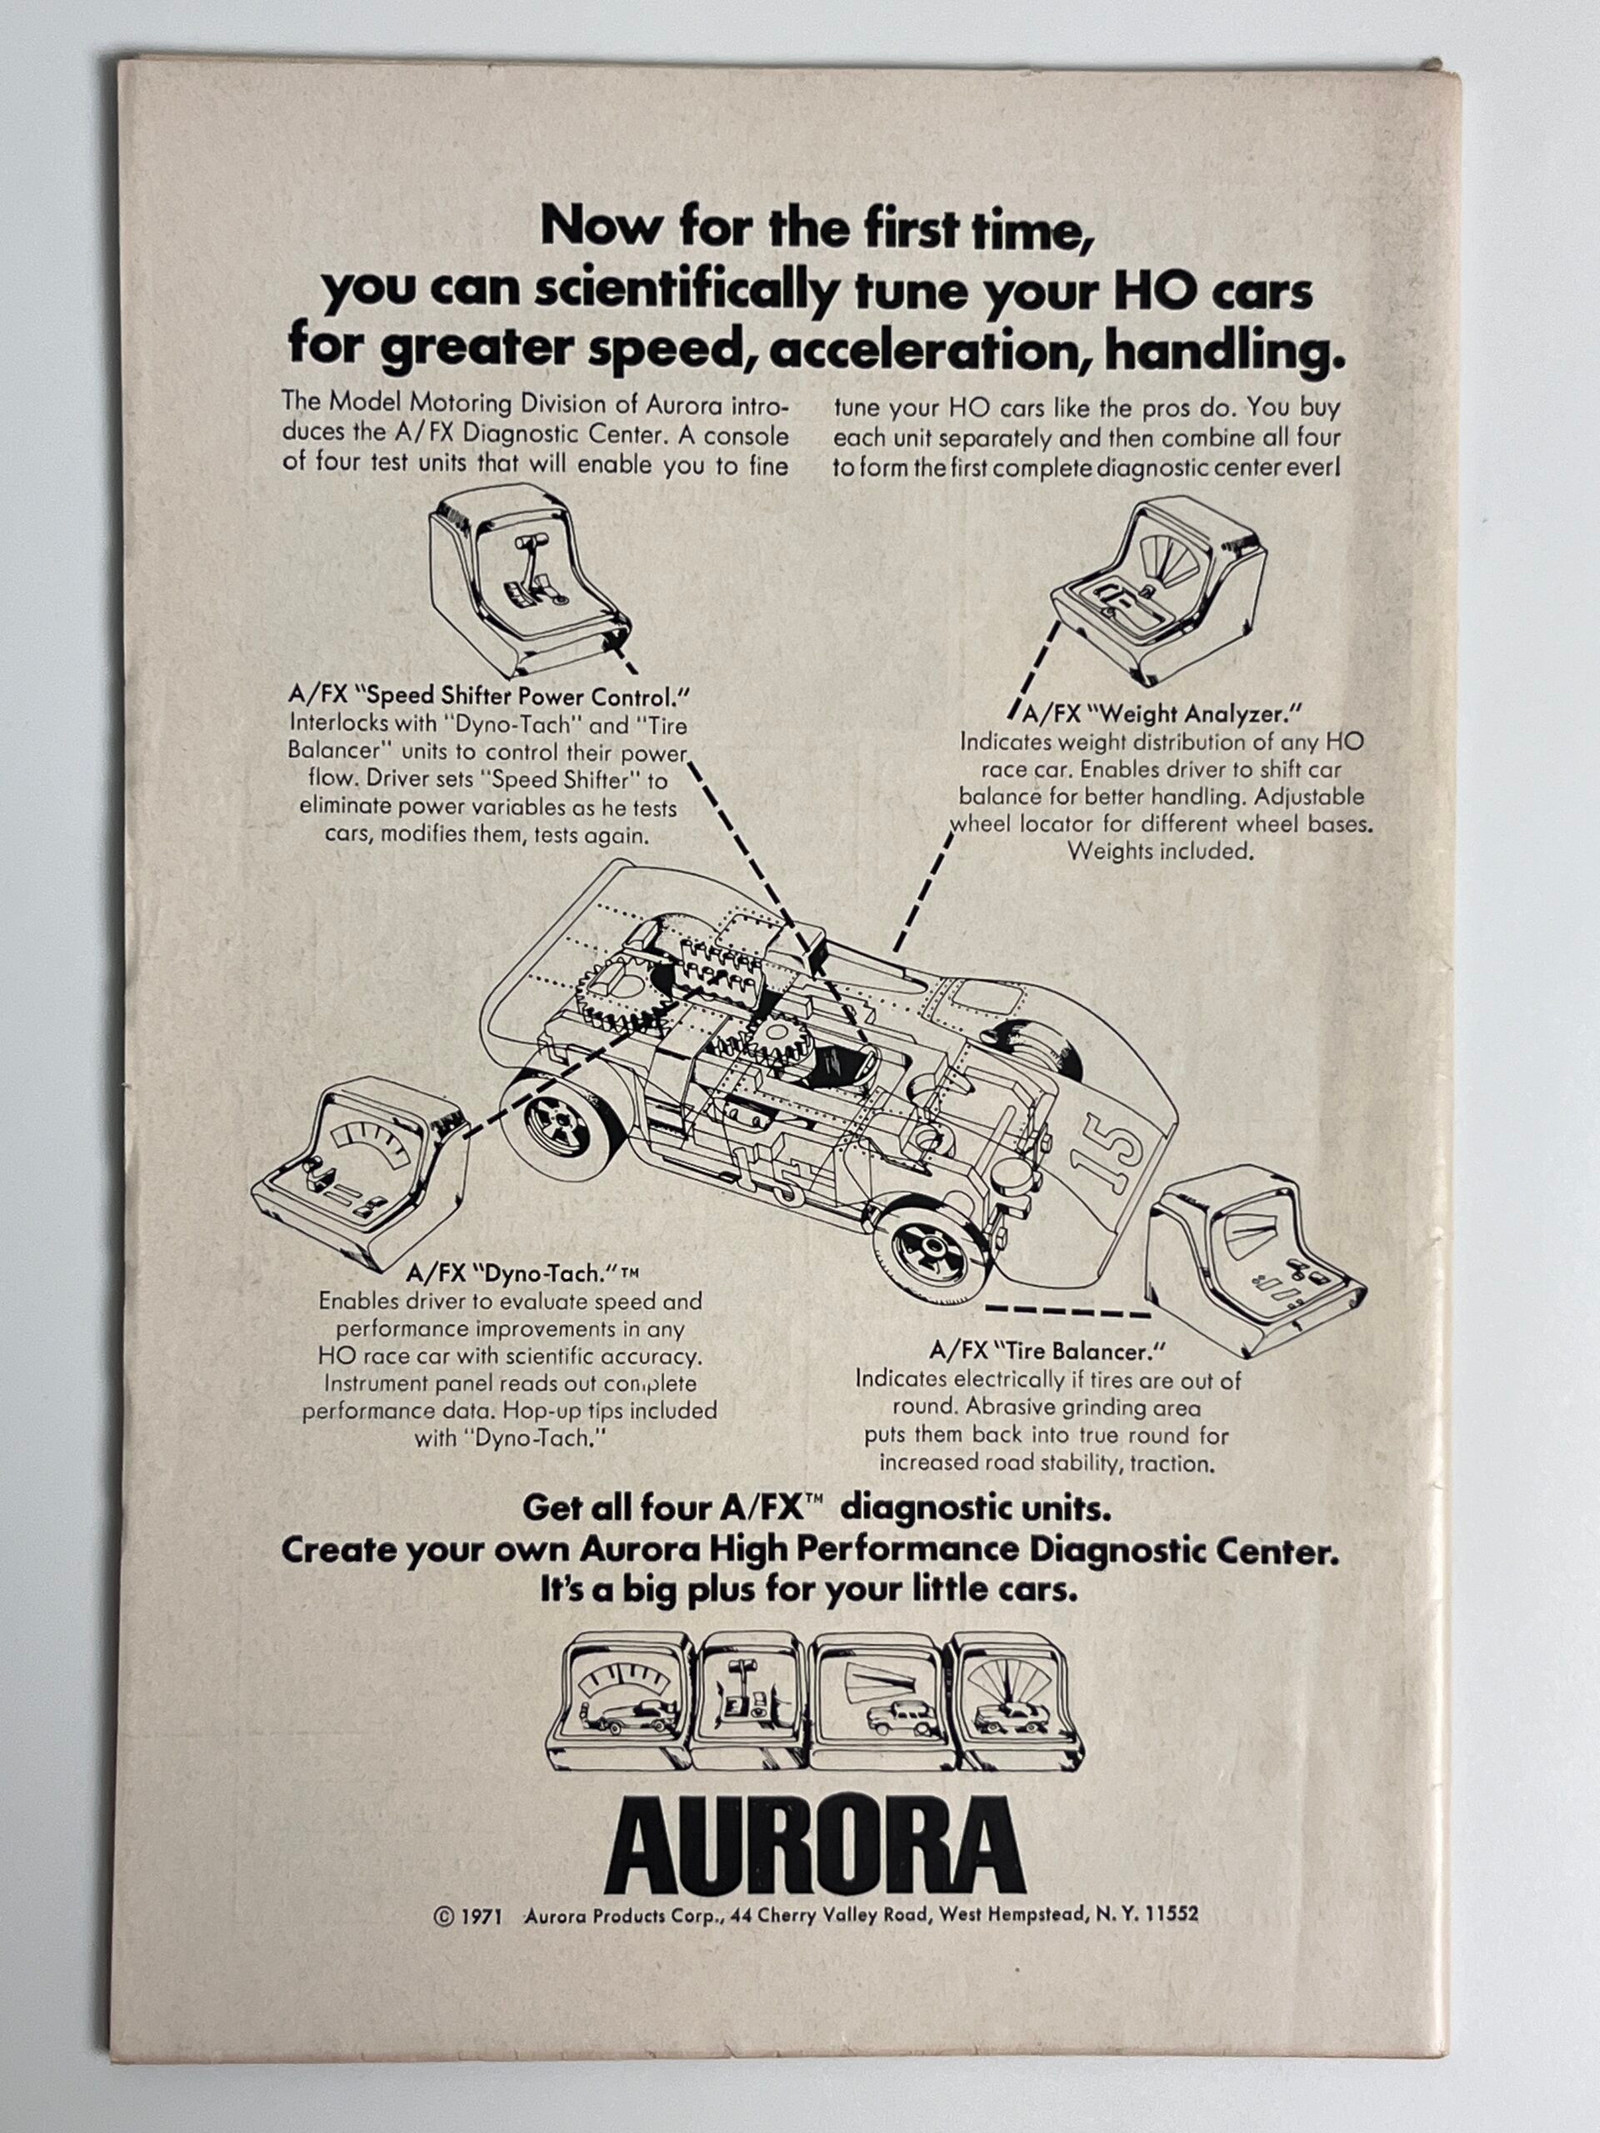 Now for the first time,
you can scientifically tune your HO cars
for greater speed, acceleration, handling.
The Model Motoring Division of Aurora intro-
duces the A/FX Diagnostic Center. A console
of four test units that will enable you to fine
tune your HO cars like the pros do. You buy
each unit separately and then combine all four
to form the first complete diagnostic center ever!
A/FX "Speed Shifter Power Control."
Interlocks with "Dyno-Tach" and "Tire
Balancer" units to control their power
flow. Driver sets "Speed Shifter" to
eliminate power variables as he tests
cars, modifies them, tests again.
A/FX "Weight Analyzer."
Indicates weight distribution of any HO
race car. Enables driver to shift car
balance for better handling. Adjustable
wheel locator for different wheel bases.
Weights included.
15
15
A/FX "Dyno-Tach."™
Enables driver to evaluate speed and
performance improvements in any
HO race car with scientific accuracy.
Instrument panel reads out complete
performance data. Hop-up tips included
with "Dyno-Tach."
A/FX "Tire Balancer."
Indicates electrically if tires are out of
round. Abrasive grinding area
puts them back into true round for
increased road stability, traction.
Get all four A/FX™ diagnostic units.
Create your own Aurora High Performance Diagnostic Center.
It's a big plus for your little cars.
AURORA
© 1971 Aurora Products Corp., 44 Cherry Valley Road, West Hempstead, N. Y. 11552